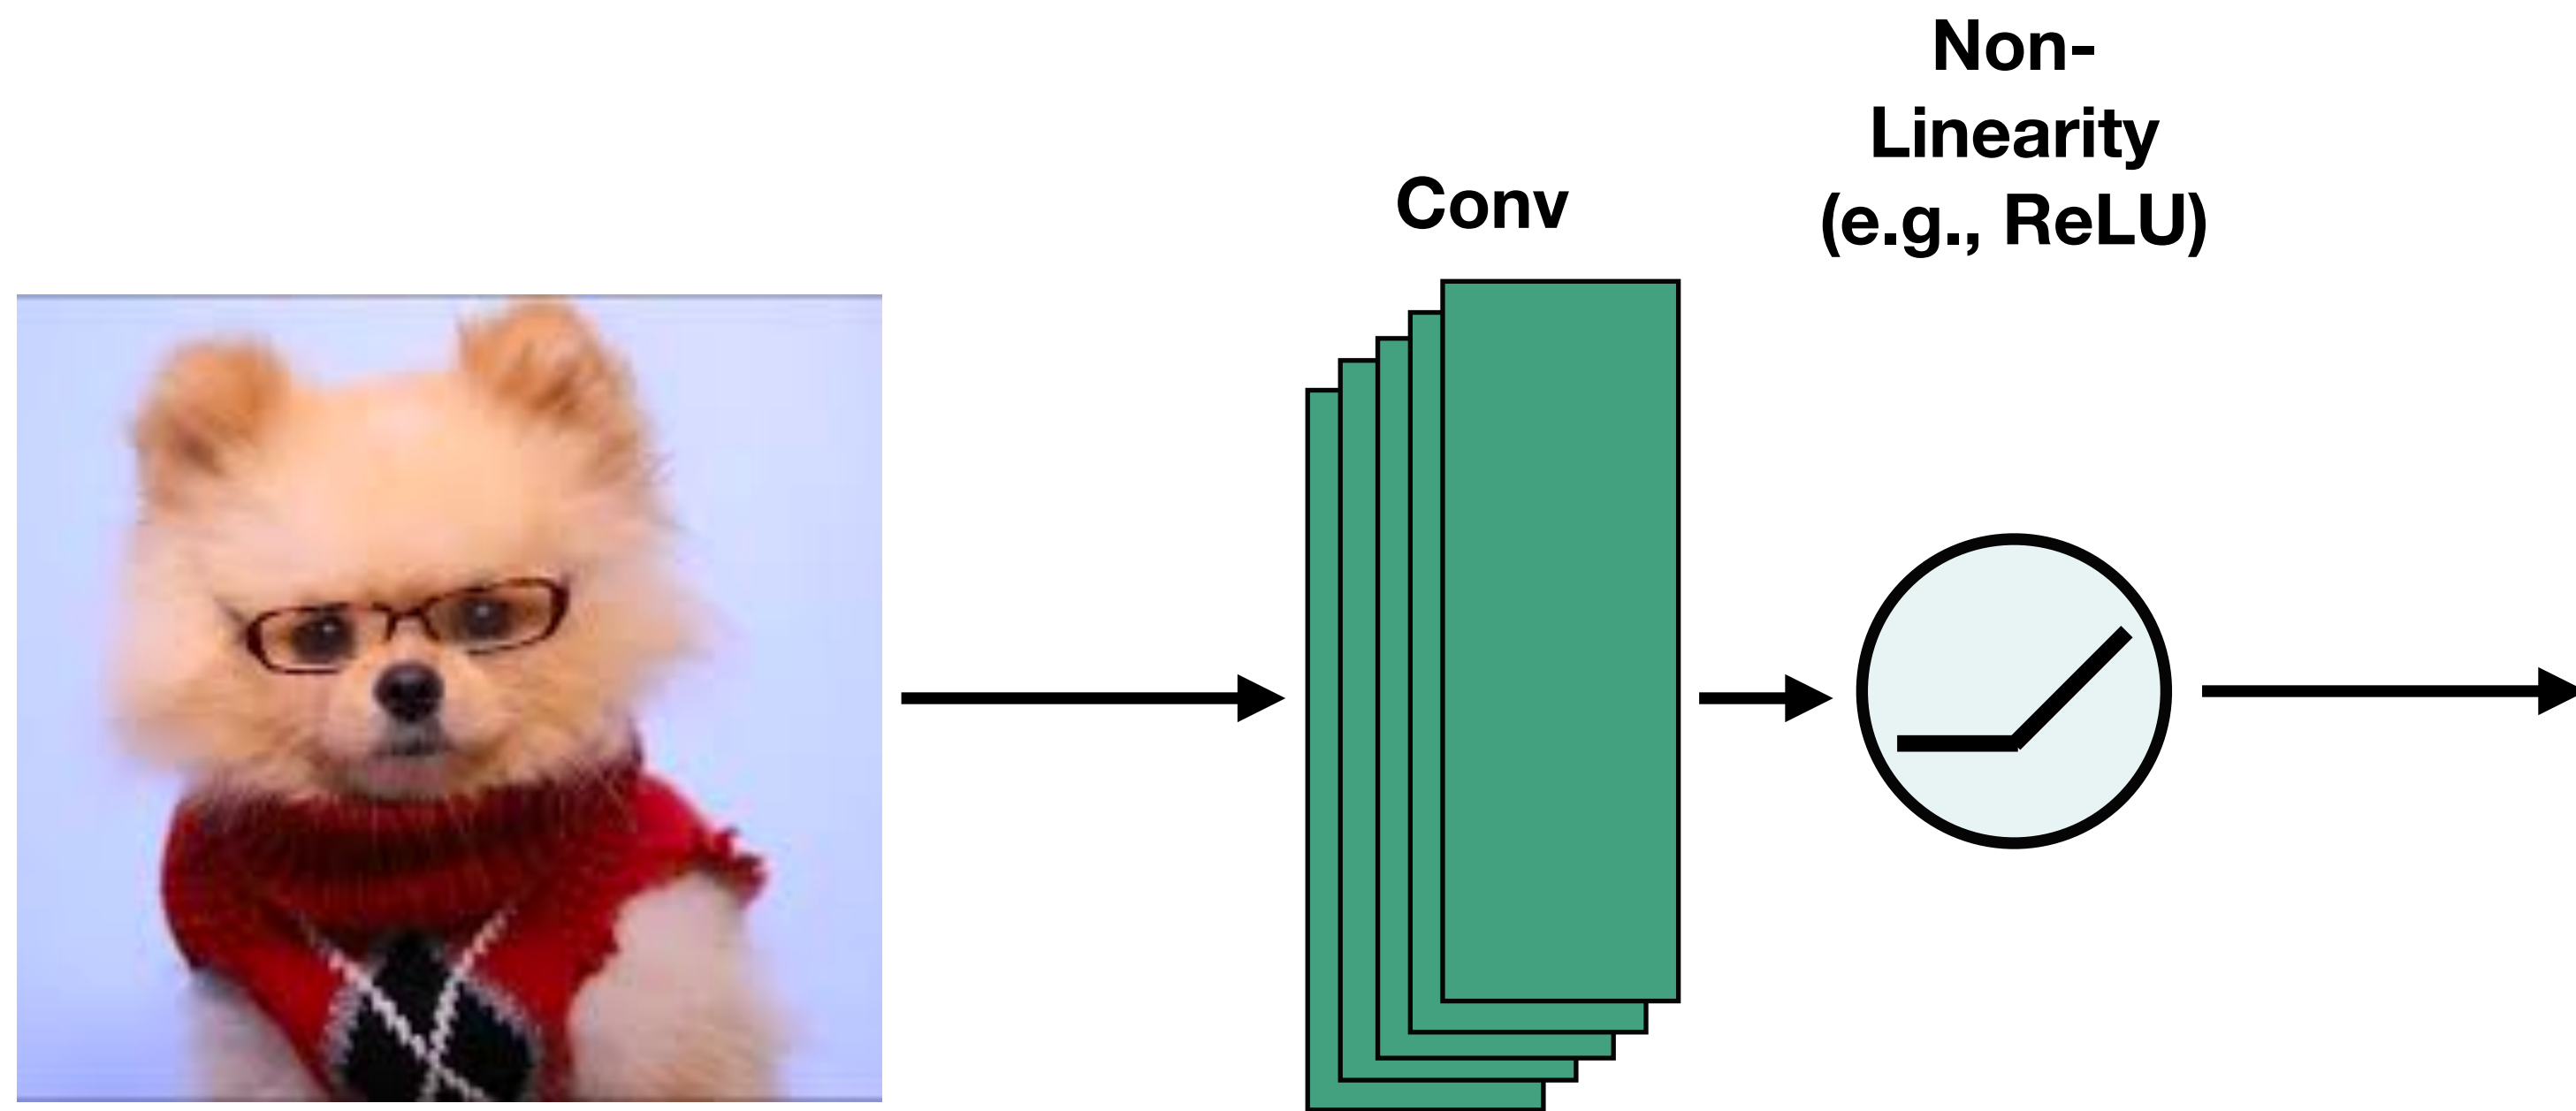 Conv
Non-
Linearity
(e.g., ReLU)